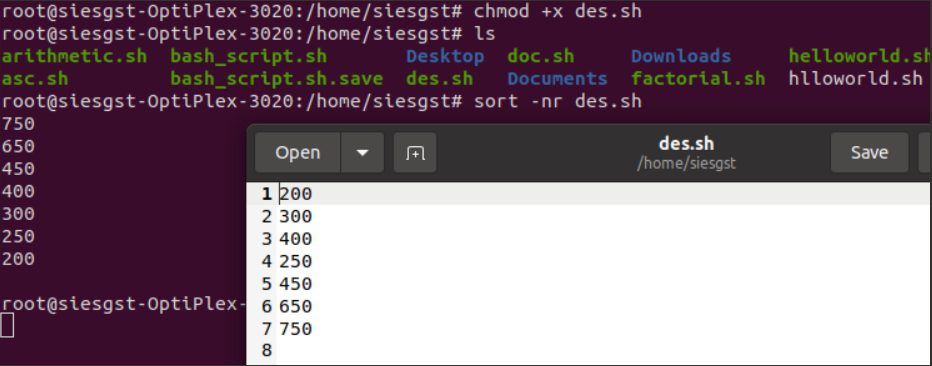 root@siesgst-OptiPlex-3020:/home/siesgst# chmod +x des.sh
root@siesgst-OptiPlex-3020:/home/siesgst# ls
arithmetic.sh bash_script.sh Desktop doc.sh Downloads helloworld.sh
asc.sh bash_script.sh.save des.sh Documents factorial.sh hlloworld.sh
root@siesgst-OptiPlex-3020:/home/siesgst# sort -nr des.sh
750
650
450
400
300
250
200
root@siesgst-OptiPlex-
Open
des.sh
/home/siesgst
Save
1 200
2 300
3 400
4 250
5 450
6 650
7 750
8